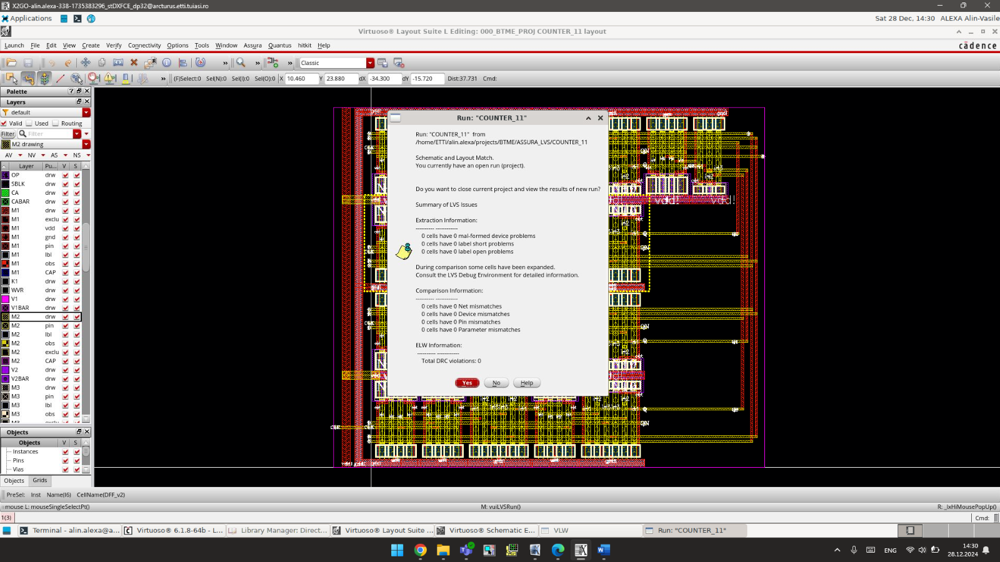 X2GO-alin.alexa-338-1735383296_stDXFCE_dp32@arcturus.etti.tuiasi.ro
Applications
Sat 28 Dec, 14:30 ALEXA Alin-Vasile
Virtuoso® Layout Suite L Editing: 000_BTME_PROJ COUNTER_11 layout
Launch File Edit View Create Verify Connectivity Options Tools Window Assura Quantus hitkit Help
cādence
» » » Classic
» (F)Select:0 Sel(N):0 Sel(I):0 Sel(O):0 X 10.460 Y 23.880 dX -34.300 dY -15.720 Dist:37.731 Cmd:
Palette
Layers
default
Valid Used Routing
Filter Filter
M2 drawing
AV NV AS NS
Layer Pu... V S
OP drw
SBLK drw
CA drw
CABAR drw
M1 drw
M1 exclu
M1 vdd
M1 gnd
M1 pin
M1 lbl
M1 obs
M1 CAP
K1 drw
WVR drw
V1 drw
V1BAR drw
M2 drw
M2 pin
M2 lbl
M2 obs
M2 exclu
M2 CAP
V2 drw
V2BAR drw
M3 drw
M3 pin
M3 lbl
M3 obs
Objects
Objects V S
Instances
Pins
Vias
Objects Grids
Run: "COUNTER_11"
Run: "COUNTER_11" from
/home/ETTI/alin.alexa/projects/BTME/ASSURA_LVS/COUNTER_11
Schematic and Layout Match.
You currently have an open run (project).
Do you want to close current project and view the results of new run?
Summary of LVS Issues
Extraction Information:
---------- ------------
0 cells have 0 mal-formed device problems
0 cells have 0 label short problems
0 cells have 0 label open problems
During comparison some cells have been expanded.
Consult the LVS Debug Environment for detailed information.
Comparison Information:
---------- ------------
0 cells have 0 Net mismatches
0 cells have 0 Device mismatches
0 cells have 0 Pin mismatches
0 cells have 0 Parameter mismatches
ELW Information:
---------- ------------
Total DRC violations: 0
Yes No Help
vdd! vdd!
PreSel: Inst Name(I6) CellName(DFF_v2)
mouse L: mouseSingleSelectPt() M: vuiLVSRun() R: _lxHiMousePopUp()
1(3) Cmd:
Terminal - alin.alexa@a... Virtuoso® 6.1.8-64b - L... Library Manager: Direct... Virtuoso® Layout Suite ... Virtuoso® Schematic E... VLW Run: "COUNTER_11"
ENG 14:30
28.12.2024